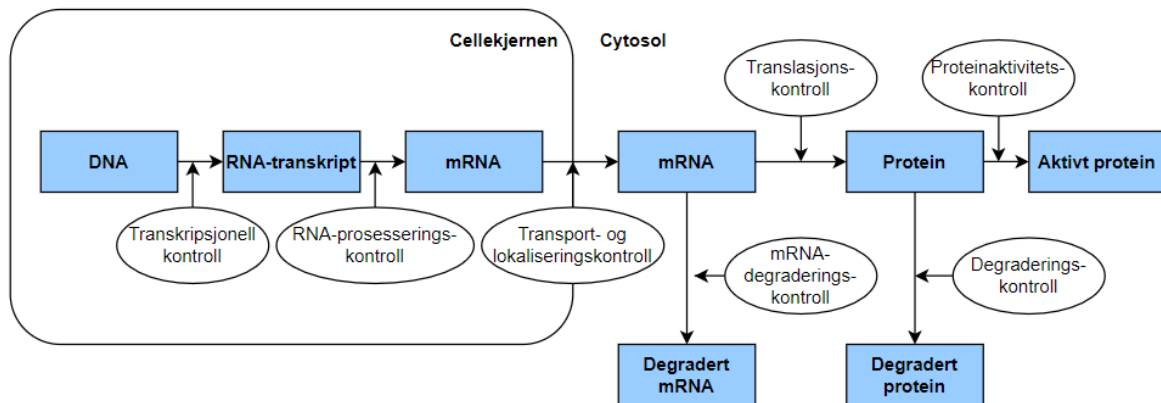 Cellekjernen
Cytosol
Translasjons-
kontroll
Proteinaktivitets-
kontroll
DNA
RNA-transkript
mRNA
mRNA
Protein
Aktivt protein
Transkripsjonell
kontroll
RNA-prosesserings-
kontroll
Transport- og
lokaliseringskontroll
mRNA-
degraderings-
kontroll
Degraderings-
kontroll
Degradert
mRNA
Degradert
protein